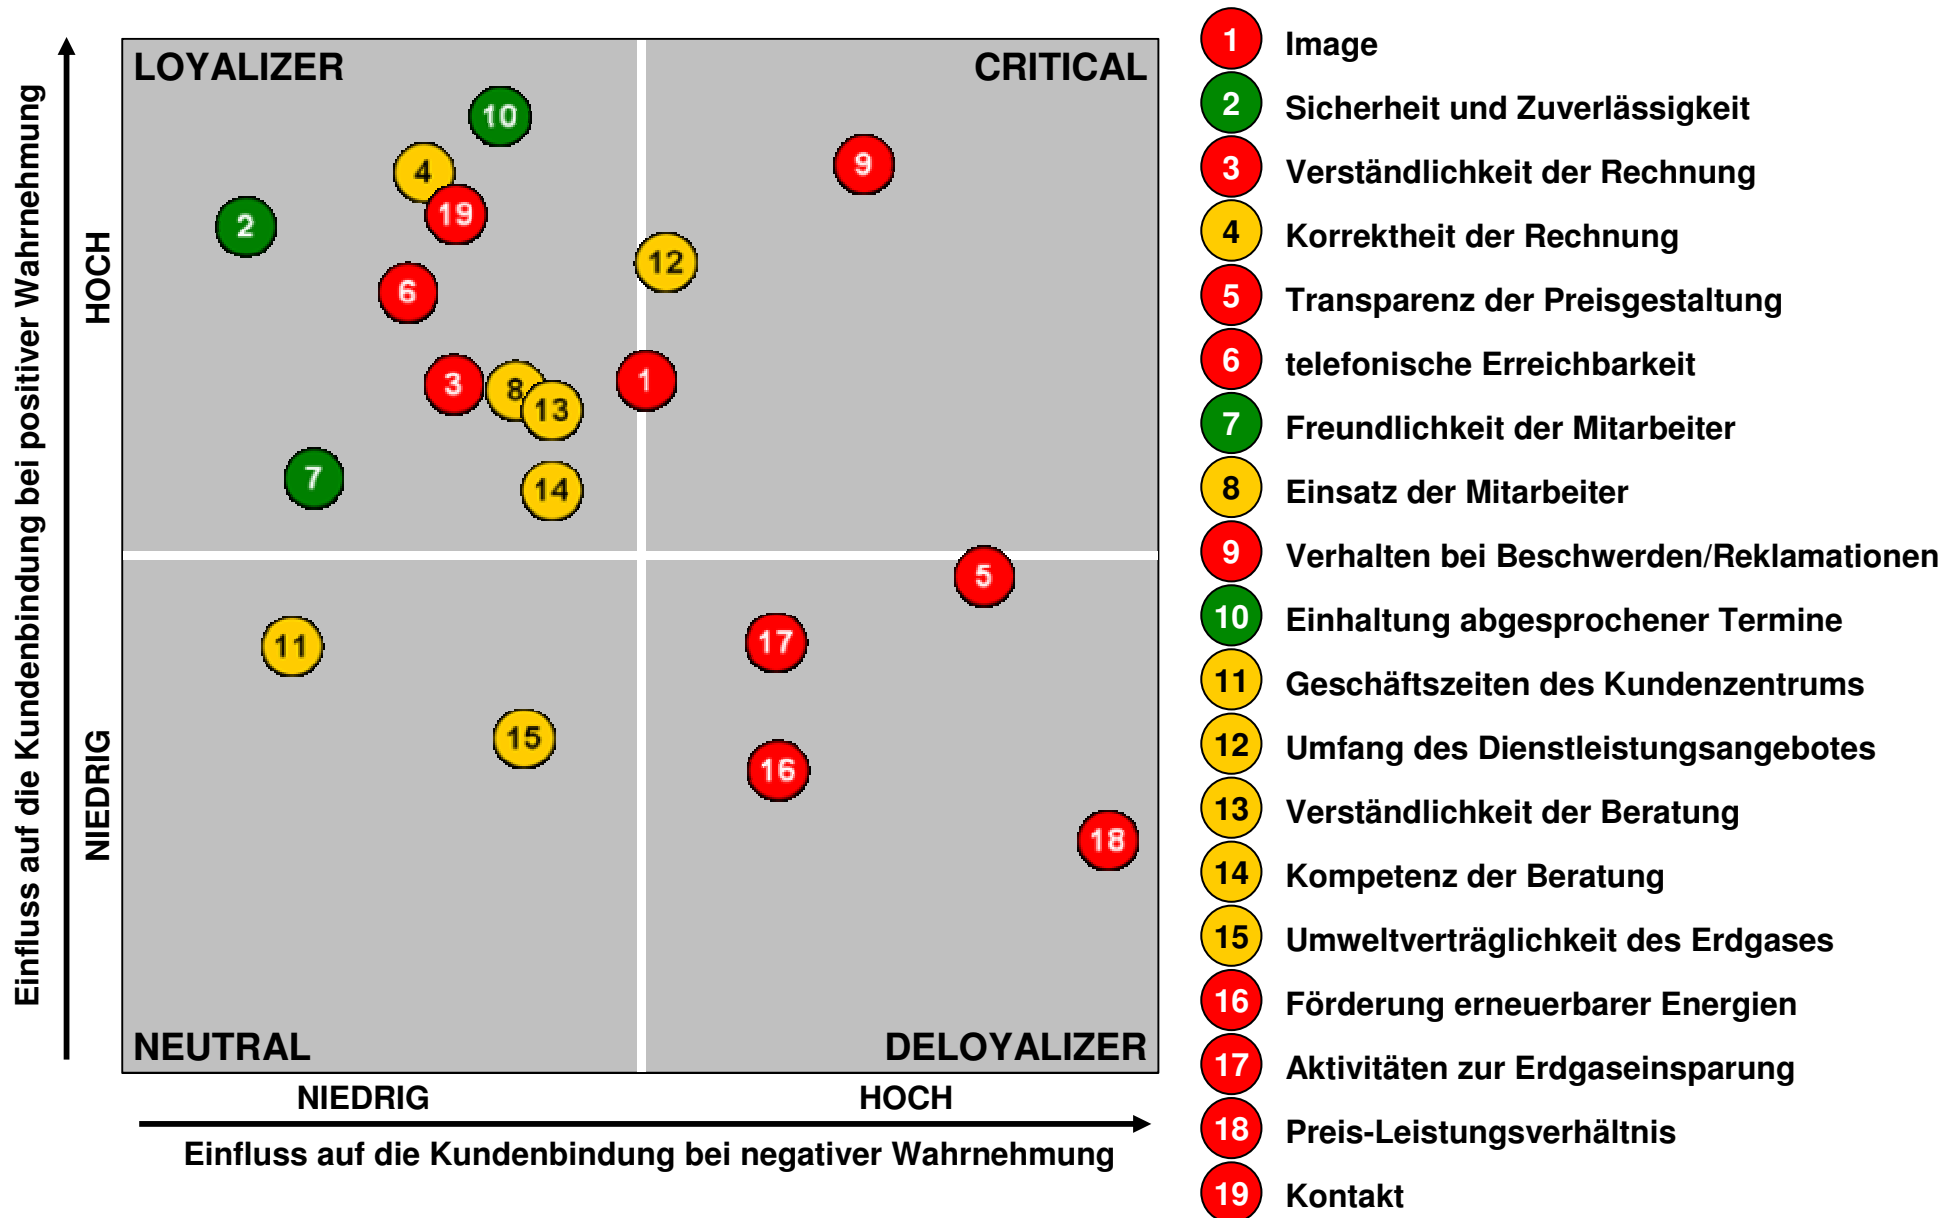 Einfluss auf die Kundenbindung bei positiver Wahrnehmung
HOCH
NIEDRIG
LOYALIZER
CRITICAL
10
4
9
19
2
12
6
3
8
13
1
7
14
5
11
17
15
16
18
NEUTRAL
DELOYALIZER
NIEDRIG
HOCH
Einfluss auf die Kundenbindung bei negativer Wahrnehmung
1 Image
2 Sicherheit und Zuverlässigkeit
3 Verständlichkeit der Rechnung
4 Korrektheit der Rechnung
5 Transparenz der Preisgestaltung
6 telefonische Erreichbarkeit
7 Freundlichkeit der Mitarbeiter
8 Einsatz der Mitarbeiter
9 Verhalten bei Beschwerden/Reklamationen
10 Einhaltung abgesprochener Termine
11 Geschäftszeiten des Kundenzentrums
12 Umfang des Dienstleistungsangebotes
13 Verständlichkeit der Beratung
14 Kompetenz der Beratung
15 Umweltverträglichkeit des Erdgases
16 Förderung erneuerbarer Energien
17 Aktivitäten zur Erdgaseinsparung
18 Preis-Leistungsverhältnis
19 Kontakt